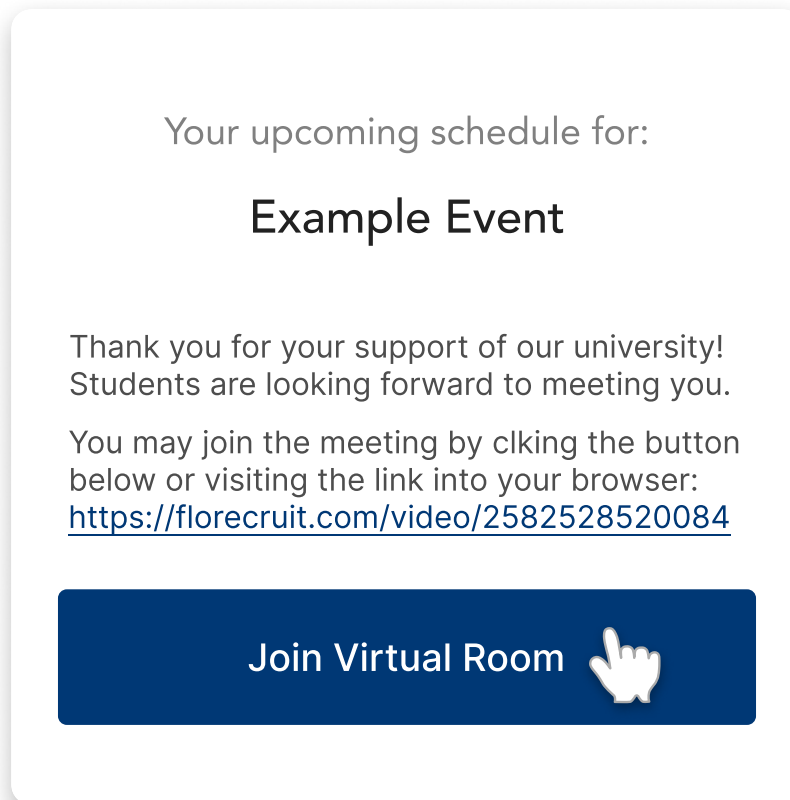 Your upcoming schedule for:
Example Event
Thank you for your support of our university!
Students are looking forward to meeting you.
You may join the meeting by clking the button
below or visiting the link into your browser:
https://florecruit.com/video/2582528520084
Join Virtual Room